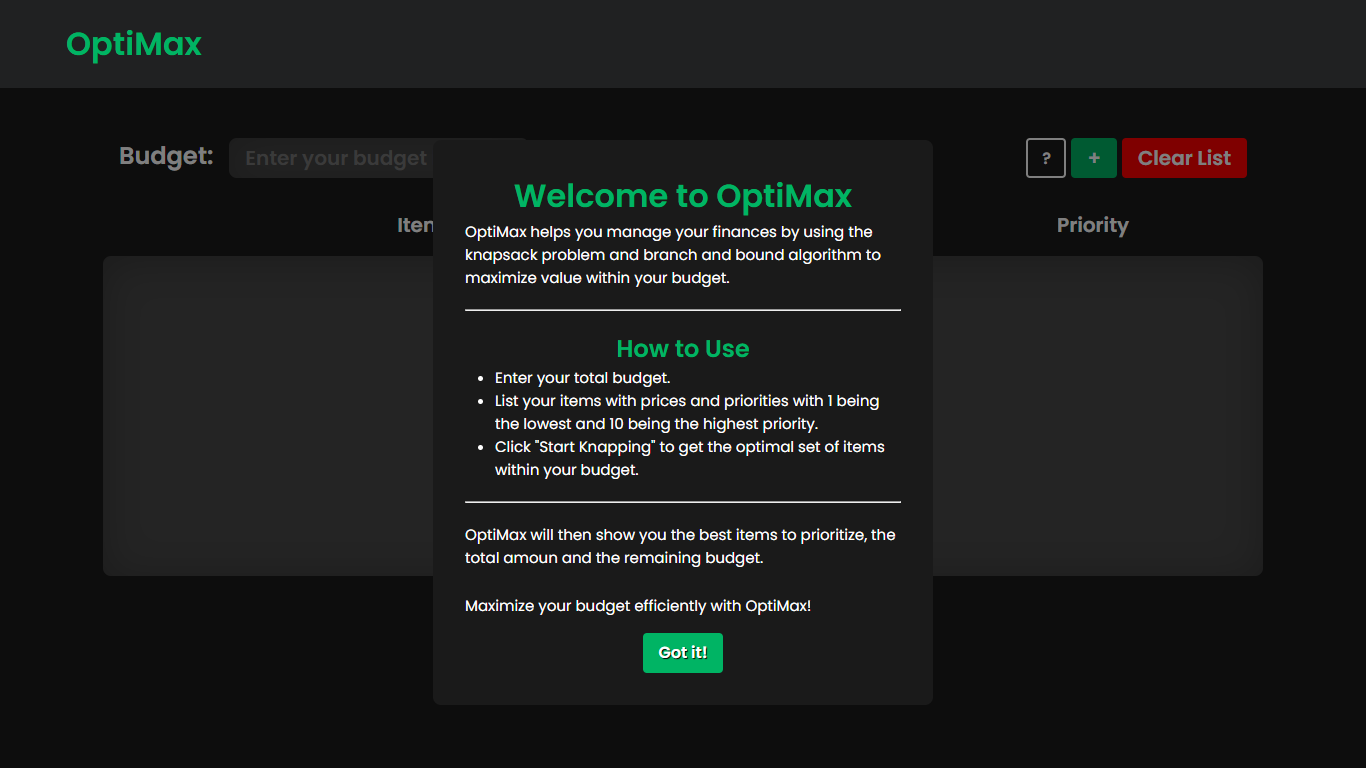 OptiMax
Budget: Enter your budget ? + Clear List
Priority
Welcome to OptiMax
OptiMax helps you manage your finances by using the
knapsack problem and branch and bound algorithm to
maximize value within your budget.
How to Use
• Enter your total budget.
• List your items with prices and priorities with 1 being
the lowest and 10 being the highest priority.
• Click "Start Knapping" to get the optimal set of items
within your budget.
OptiMax will then show you the best items to prioritize, the
total amoun and the remaining budget.
Maximize your budget efficiently with OptiMax!
Got it!